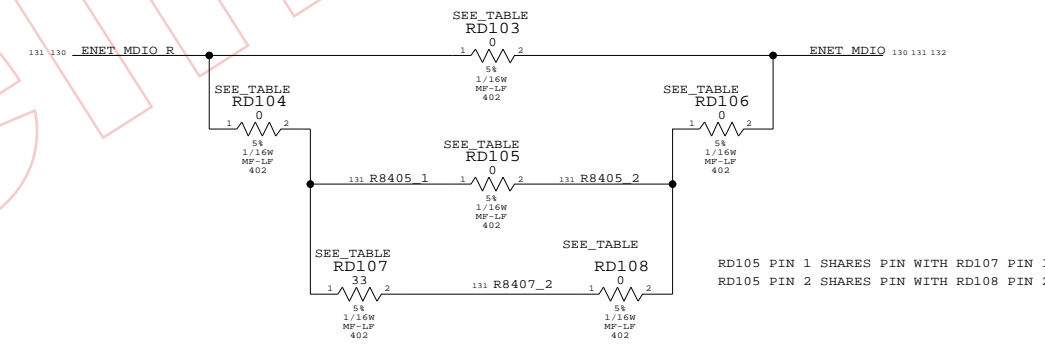 SEE_TABLE
RD103
0
131 130 ENET MDIO R
1
2
ENET MDIO 130 131 132
5%
1/16W
MF-LF
402
SEE_TABLE
RD104
0
1
2
5%
1/16W
MF-LF
402
SEE_TABLE
RD106
0
1
2
5%
1/16W
MF-LF
402
SEE_TABLE
RD105
0
131 R8405_1
1
2
131 R8405_2
5%
1/16W
MF-LF
402
SEE_TABLE
RD107
33
1
2
5%
1/16W
MF-LF
402
131 R8407_2
SEE_TABLE
RD108
0
1
2
5%
1/16W
MF-LF
402
RD105 PIN 1 SHARES PIN WITH RD107 PIN 1
RD105 PIN 2 SHARES PIN WITH RD108 PIN 2